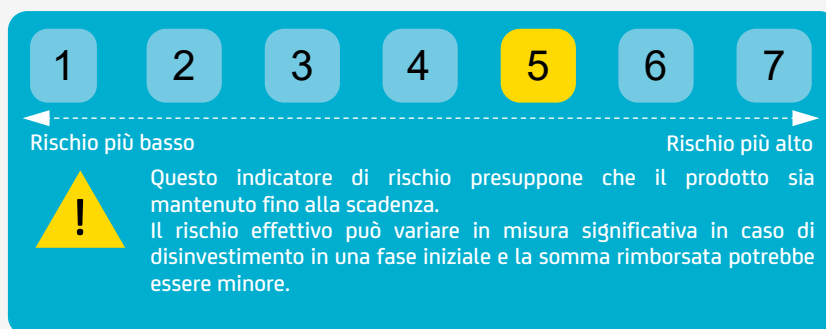 1 2 3 4 5 6 7
Rischio più basso Rischio più alto
Questo indicatore di rischio presuppone che il prodotto sia
mantenuto fino alla scadenza.
!
Il rischio effettivo può variare in misura significativa in caso di
disinvestimento in una fase iniziale e la somma rimborsata potrebbe
essere minore.